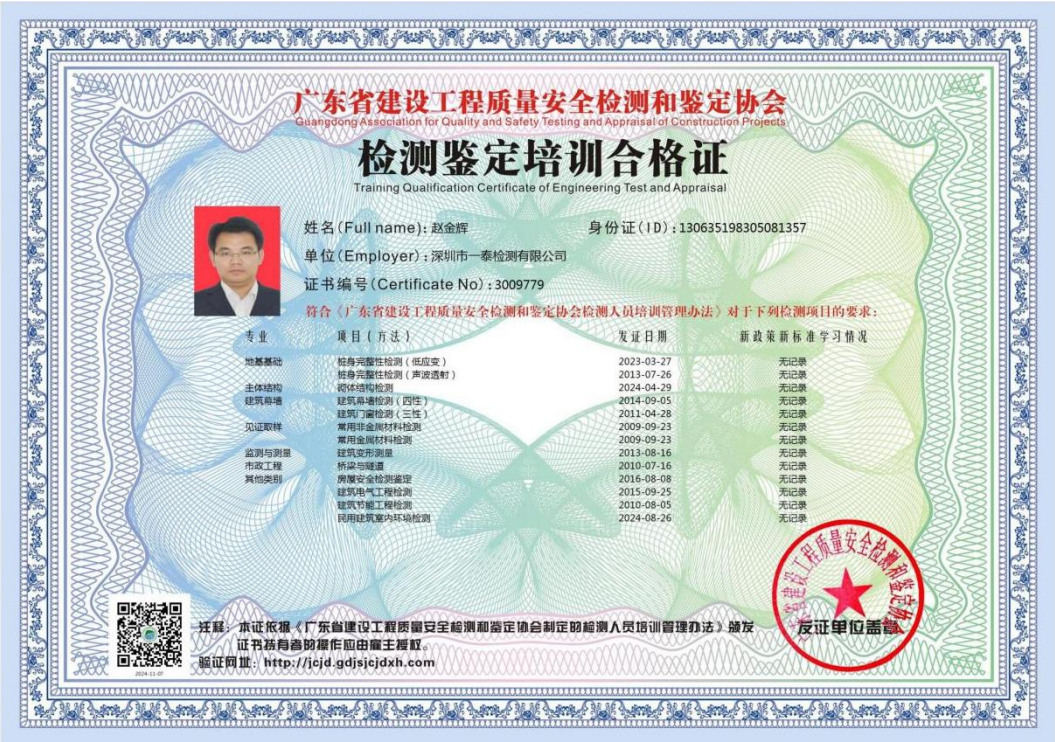 广东省建设工程质量安全检测和鉴定协会
Guangdong Association for Quality and Safety Testing and Appraisal of Construction Projects
检测鉴定培训合格证
Training Qualification Certificate of Engineering Test and Appraisal
姓名(Full name)：赵金辉 身份证(ID)：130635198305081357
单位(Employer)：深圳市一泰检测有限公司
证书编号(Certificate No)：3009779
符合《广东省建设工程质量安全检测和鉴定协会检测人员培训管理办法》对于下列检测项目的要求：
专业 项目(方法) 发证日期 新政策新标准学习情况
地基基础 桩身完整性检测(低应变) 2023-03-27 无记录
桩身完整性检测(声波透射) 2013-07-26 无记录
主体结构 砌体结构检测 2024-04-29 无记录
建筑幕墙 建筑幕墙检测(四性) 2014-09-05 无记录
建筑门窗检测(三性) 2011-04-28 无记录
见证取样 常用非金属材料检测 2009-09-23 无记录
常用金属材料检测 2009-09-23 无记录
监测与测量 建筑变形测量 2013-08-16 无记录
市政工程 桥梁与隧道 2010-07-16 无记录
其他类别 房屋安全检测鉴定 2016-08-08 无记录
建筑电气工程检测 2015-09-25 无记录
建筑节能工程检测 2010-08-05 无记录
民用建筑室内环境检测 2024-08-26 无记录
广东省建设工程质量安全检测和鉴定协会
发证单位盖章
注释：本证依据《广东省建设工程质量安全检测和鉴定协会制定的检测人员培训管理办法》颁发
证书持有者的操作应由雇主授权。
验证网址：http://jcjd.gdjsjcjdxh.com
2024-11-07